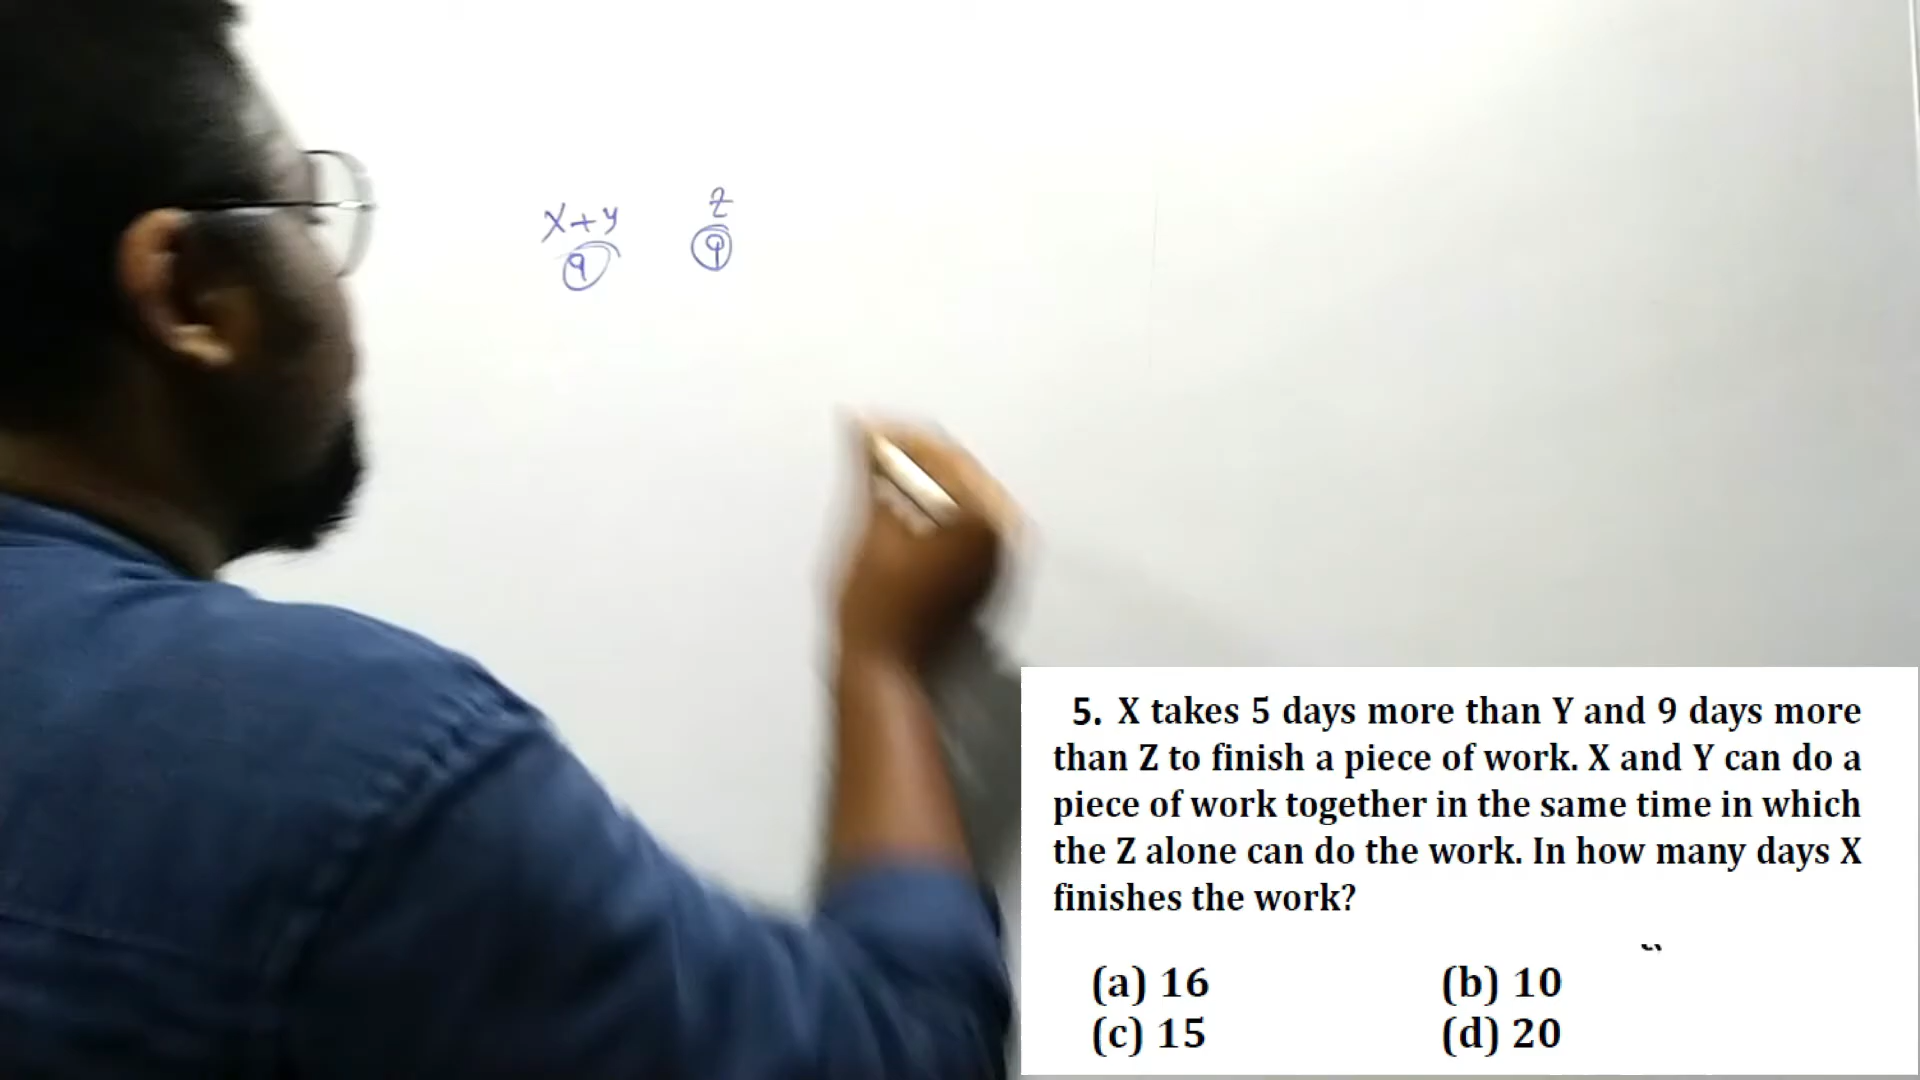 X+y z
9 9
5. X takes 5 days more than Y and 9 days more
than Z to finish a piece of work. X and Y can do a
piece of work together in the same time in which
the Z alone can do the work. In how many days X
finishes the work?
(a) 16 (b) 10
(c) 15 (d) 20